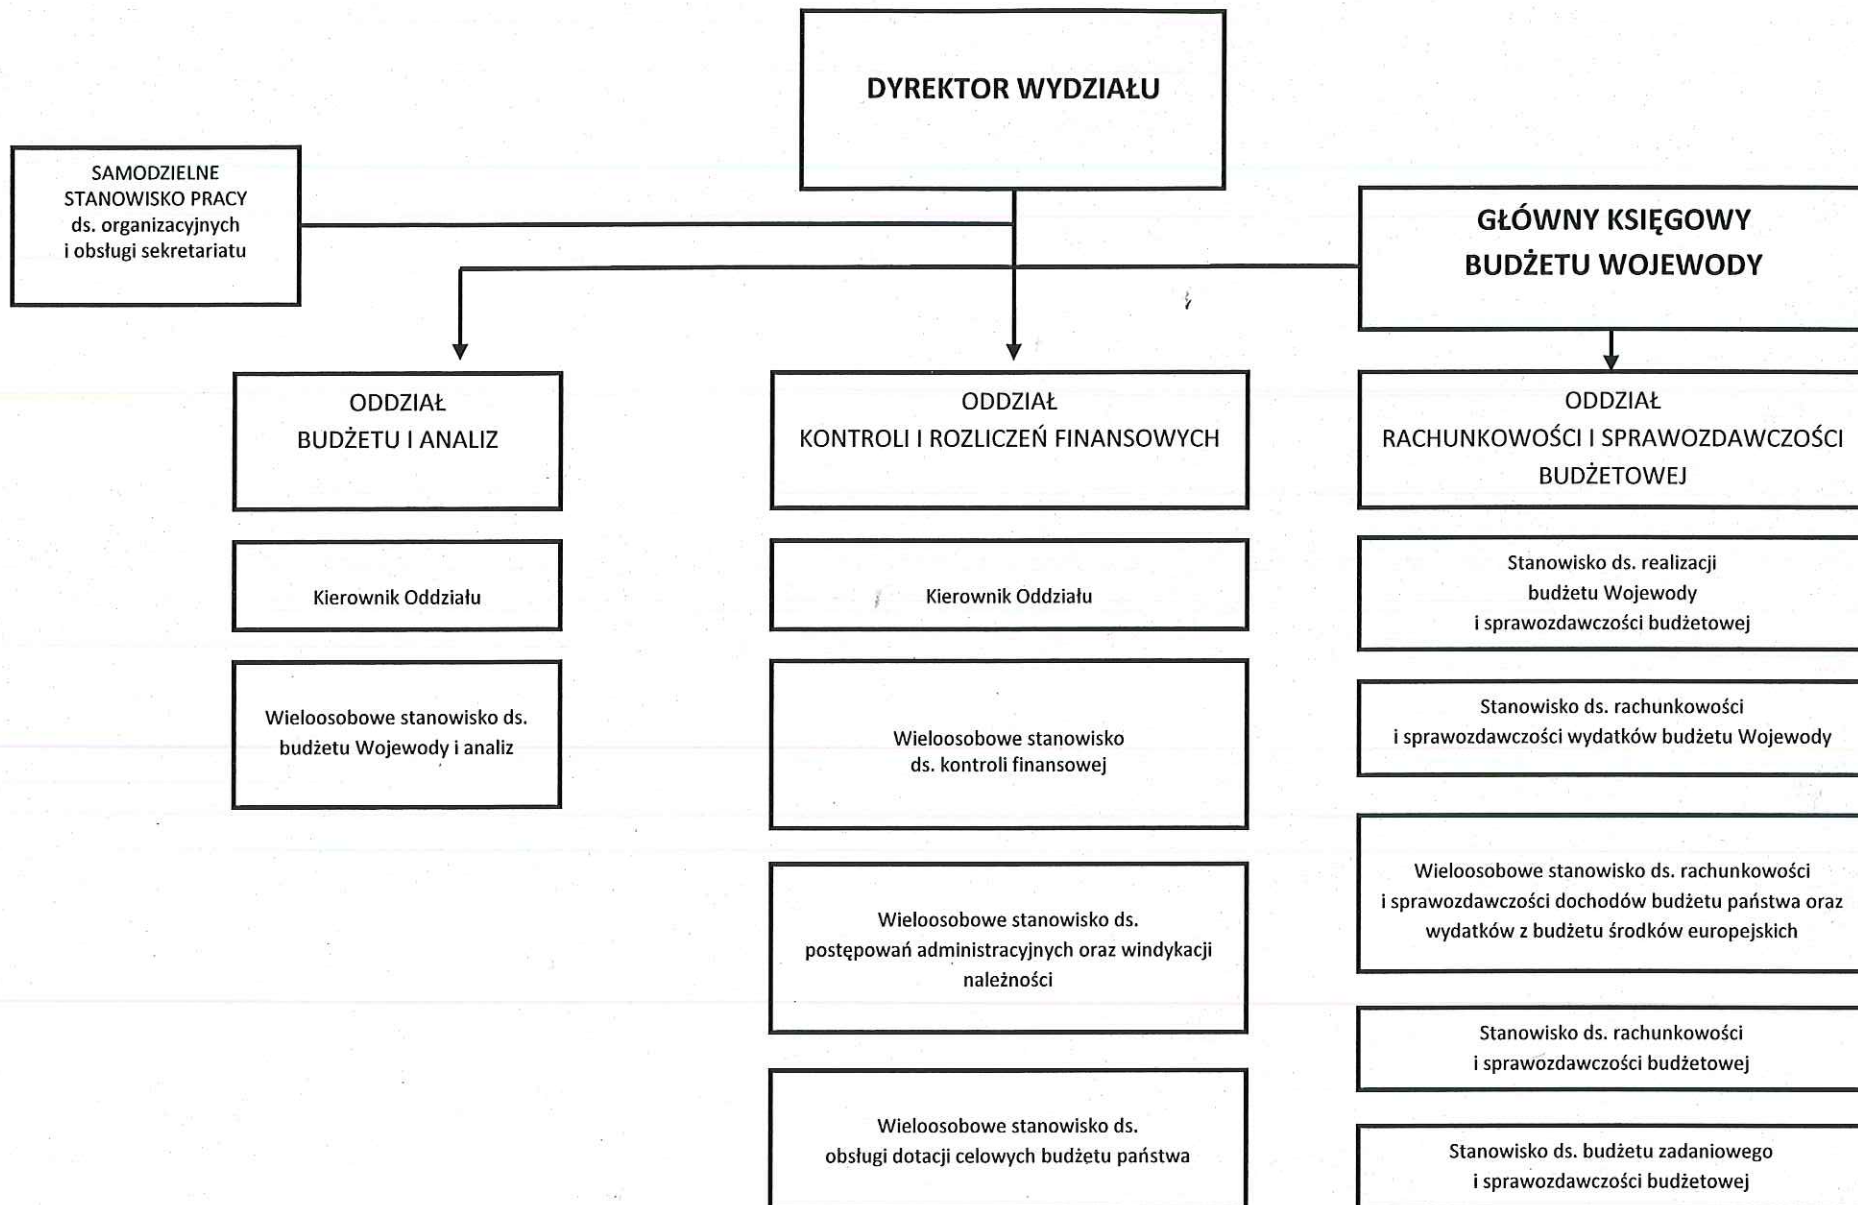 DYREKTOR WYDZIAŁU
SAMODZIELNE
STANOWISKO PRACY
ds. organizacyjnych
i obsługi sekretariatu
GŁÓWNY KSIĘGOWY
BUDŻETU WOJEWODY
ODDZIAŁ
BUDŻETU I ANALIZ
Kierownik Oddziału
Wieloosobowe stanowisko ds.
budżetu Wojewody i analiz
ODDZIAŁ
KONTROLI I ROZLICZEŃ FINANSOWYCH
Kierownik Oddziału
Wieloosobowe stanowisko
ds. kontroli finansowej
Wieloosobowe stanowisko ds.
postępowań administracyjnych oraz windykacji
należności
Wieloosobowe stanowisko ds.
obsługi dotacji celowych budżetu państwa
ODDZIAŁ
RACHUNKOWOŚCI I SPRAWOZDAWCZOŚCI
BUDŻETOWEJ
Stanowisko ds. realizacji
budżetu Wojewody
i sprawozdawczości budżetowej
Stanowisko ds. rachunkowości
i sprawozdawczości wydatków budżetu Wojewody
Wieloosobowe stanowisko ds. rachunkowości
i sprawozdawczości dochodów budżetu państwa oraz
wydatków z budżetu środków europejskich
Stanowisko ds. rachunkowości
i sprawozdawczości budżetowej
Stanowisko ds. budżetu zadaniowego
i sprawozdawczości budżetowej